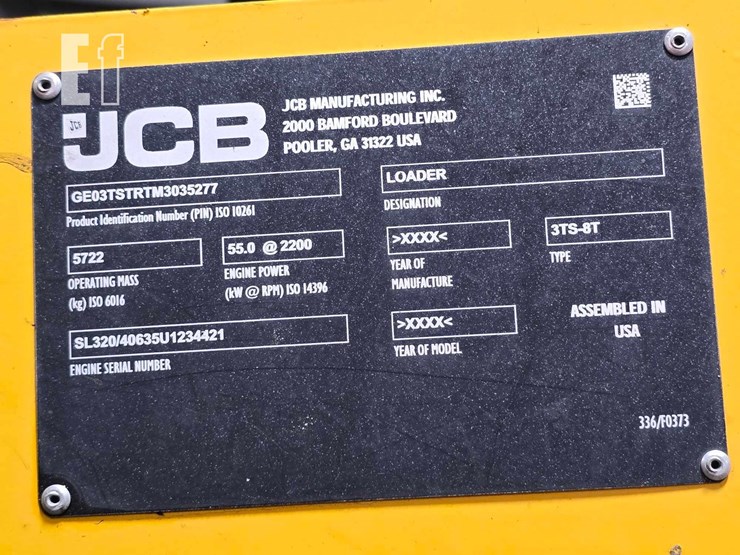 Ef
JCB
JCB
JCB MANUFACTURING INC.
2000 BAMFORD BOULEVARD
POOLER, GA 31322 USA
GE03TSTRTM3035277
Product Identification Number (PIN) ISO 10261
LOADER
DESIGNATION
5722
OPERATING MASS
(kg) ISO 6016
55.0 @ 2200
ENGINE POWER
(kW @ RPM) ISO 14396
>XXXX<
YEAR OF
MANUFACTURE
3TS-8T
TYPE
SL320/40635U1234421
ENGINE SERIAL NUMBER
>XXXX<
YEAR OF MODEL
ASSEMBLED IN
USA
336/F0373